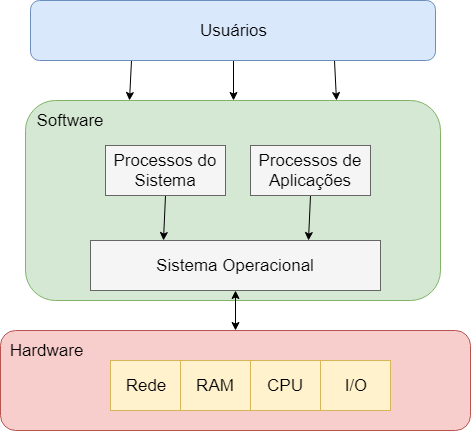 Usuários
Software
Processos do
Sistema
Processos de
Aplicações
Sistema Operacional
Hardware
Rede
RAM
CPU
I/O